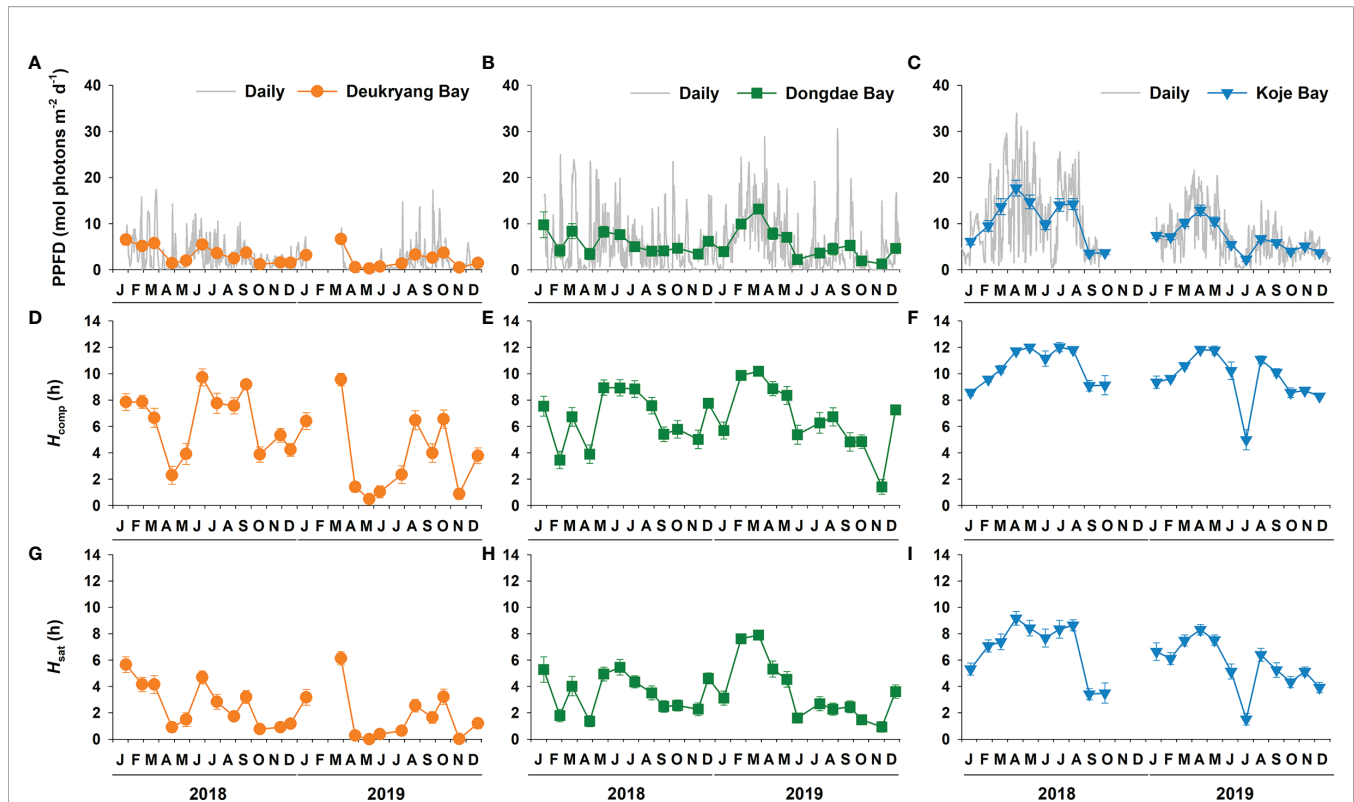 A
B
C
PPFD (mol photons m⁻² d⁻¹)
40
30
20
10
0
Daily Deukryang Bay
40
30
20
10
0
Daily Dongdae Bay
40
30
20
10
0
Daily Koje Bay
J F M A M J J A S O N D J F M A M J J A S O N D
J F M A M J J A S O N D J F M A M J J A S O N D
J F M A M J J A S O N D J F M A M J J A S O N D
D
E
F
Hcomp (h)
14
12
10
8
6
4
2
0
14
12
10
8
6
4
2
0
14
12
10
8
6
4
2
0
J F M A M J J A S O N D J F M A M J J A S O N D
J F M A M J J A S O N D J F M A M J J A S O N D
J F M A M J J A S O N D J F M A M J J A S O N D
G
H
I
Hsat (h)
14
12
10
8
6
4
2
0
14
12
10
8
6
4
2
0
14
12
10
8
6
4
2
0
J F M A M J J A S O N D J F M A M J J A S O N D
J F M A M J J A S O N D J F M A M J J A S O N D
J F M A M J J A S O N D J F M A M J J A S O N D
2018 2019
2018 2019
2018 2019